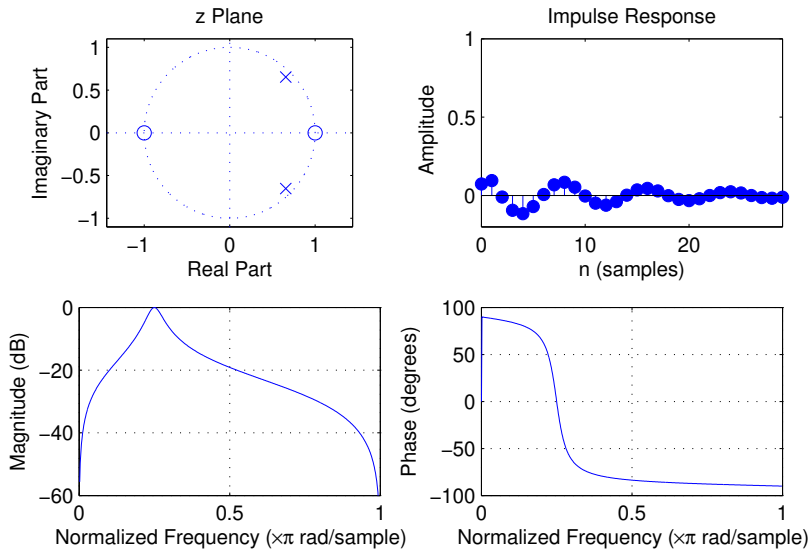 z Plane
1
0.5
0
−0.5
−1
Imaginary Part
−1 0 1
Real Part
Impulse Response
1
0.5
0
Amplitude
0 10 20
n (samples)
0
−20
−40
−60
Magnitude (dB)
0 0.5 1
Normalized Frequency (×π rad/sample)
100
50
0
−50
−100
Phase (degrees)
0 0.5 1
Normalized Frequency (×π rad/sample)